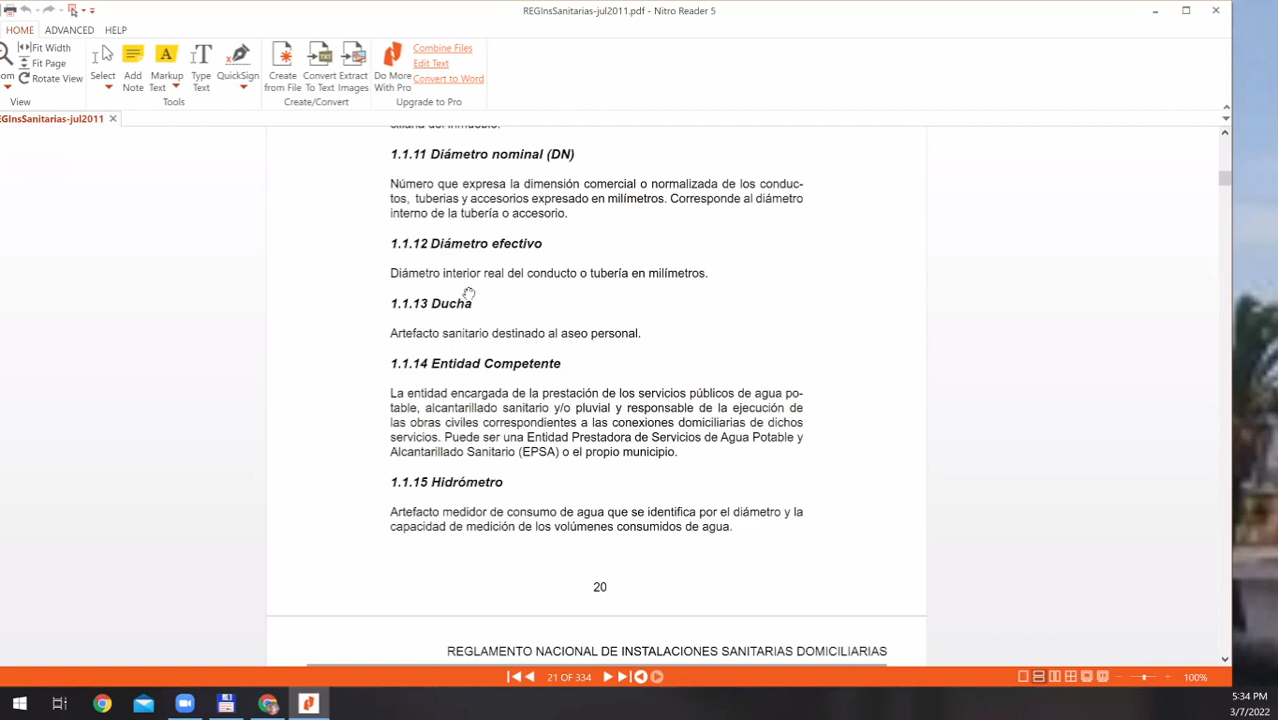 REGInsSanitarias-jul2011.pdf - Nitro Reader 5
HOME ADVANCED HELP
Fit Width
Fit Page
Rotate View
View
Select
Add Note
Markup Text
Type Text
QuickSign
Tools
Create from File
Convert To Text
Extract Images
Create/Convert
Do More With Pro
Combine Files
Edit Text
Convert to Word
Upgrade to Pro
GInsSanitarias-jul2011
1.1.11 Diámetro nominal (DN)
Número que expresa la dimensión comercial o normalizada de los conduc-
tos, tuberias y accesorios expresado en milímetros. Corresponde al diámetro
interno de la tubería o accesorio.
1.1.12 Diámetro efectivo
Diámetro interior real del conducto o tubería en milímetros.
1.1.13 Ducha
Artefacto sanitario destinado al aseo personal.
1.1.14 Entidad Competente
La entidad encargada de la prestación de los servicios públicos de agua po-
table, alcantarillado sanitario y/o pluvial y responsable de la ejecución de
las obras civiles correspondientes a las conexiones domiciliarias de dichos
servicios. Puede ser una Entidad Prestadora de Servicios de Agua Potable y
Alcantarillado Sanitario (EPSA) o el propio municipio.
1.1.15 Hidrómetro
Artefacto medidor de consumo de agua que se identifica por el diámetro y la
capacidad de medición de los volúmenes consumidos de agua.
20
REGLAMENTO NACIONAL DE INSTALACIONES SANITARIAS DOMICILIARIAS
21 OF 334
100%
5:34 PM
3/7/2022